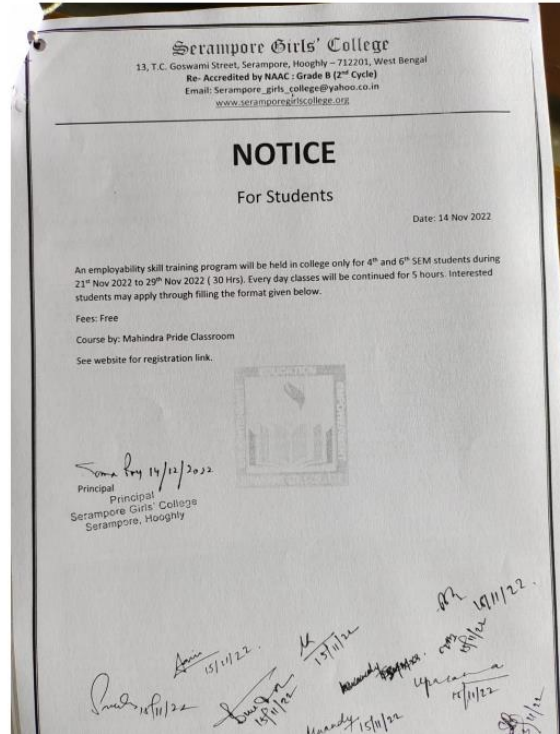 Serampore Girls' College
13, T.C. Goswami Street, Serampore, Hooghly – 712201, West Bengal
Re- Accredited by NAAC : Grade B (2nd Cycle)
Email: Serampore_girls_college@yahoo.co.in
www.seramporegirlscollege.org
NOTICE
For Students
Date: 14 Nov 2022
An employability skill training program will be held in college only for 4th and 6th SEM students during
21st Nov 2022 to 29th Nov 2022 ( 30 Hrs). Every day classes will be continued for 5 hours. Interested
students may apply through filling the format given below.
Fees: Free
Course by: Mahindra Pride Classroom
See website for registration link.
EDUCATION
Soma Roy 14/12/2022
Principal
Principal
Serampore Girls' College
Serampore, Hooghly
15/11/22.
15/11/22
15/11/22
15/11/22
15/11/22
15/11/22